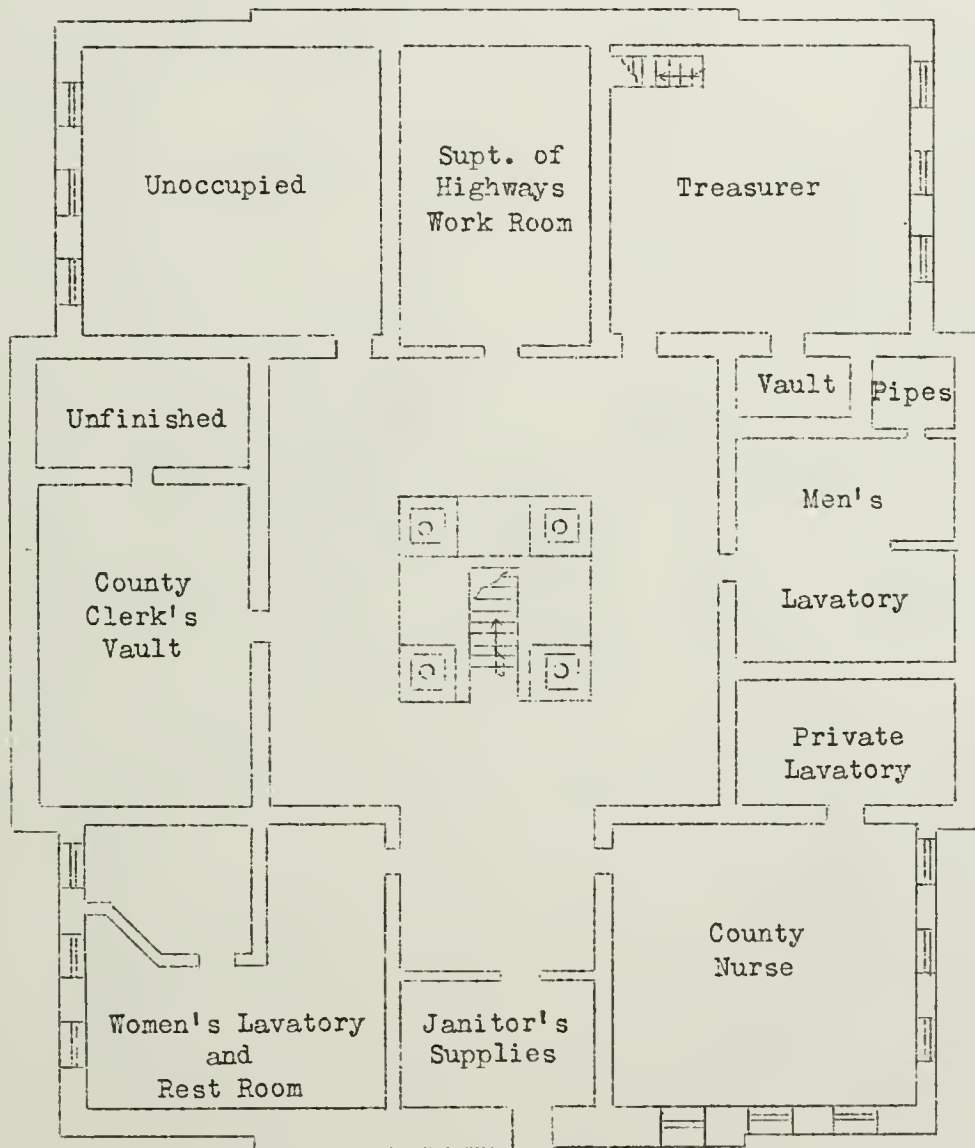 Unoccupied
Supt. of
Highways
Work Room
Treasurer
Unfinished
Vault
Pipes
Men's
Lavatory
County
Clerk's
Vault
Private
Lavatory
County
Nurse
Women's Lavatory
and
Rest Room
Janitor's
Supplies